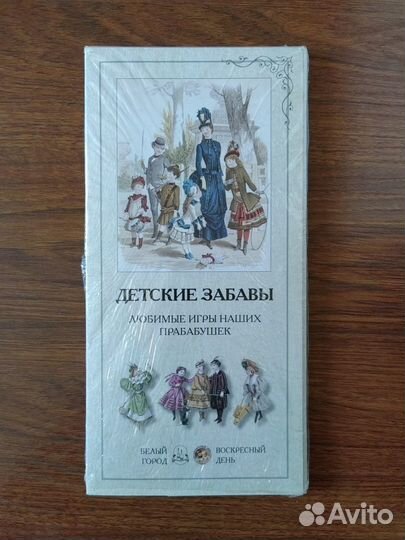 ДЕТСКИЕ ЗАБАВЫ
ЛЮБИМЫЕ ИГРЫ НАШИХ
ПРАБАБУШЕК
БЕЛЫЙ
ГОРОД
ВОСКРЕСНЫЙ
ДЕНЬ
Avito